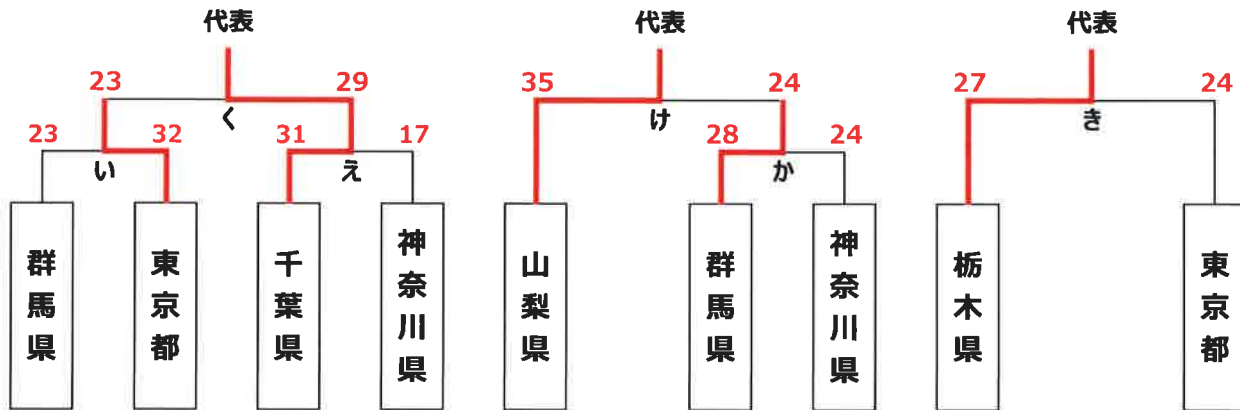 代表
代表
代表
23
29
35
24
27
24
く
け
き
23
32
31
17
28
24
い
え
か
群馬県
東京都
千葉県
神奈川県
山梨県
群馬県
神奈川県
栃木県
東京都